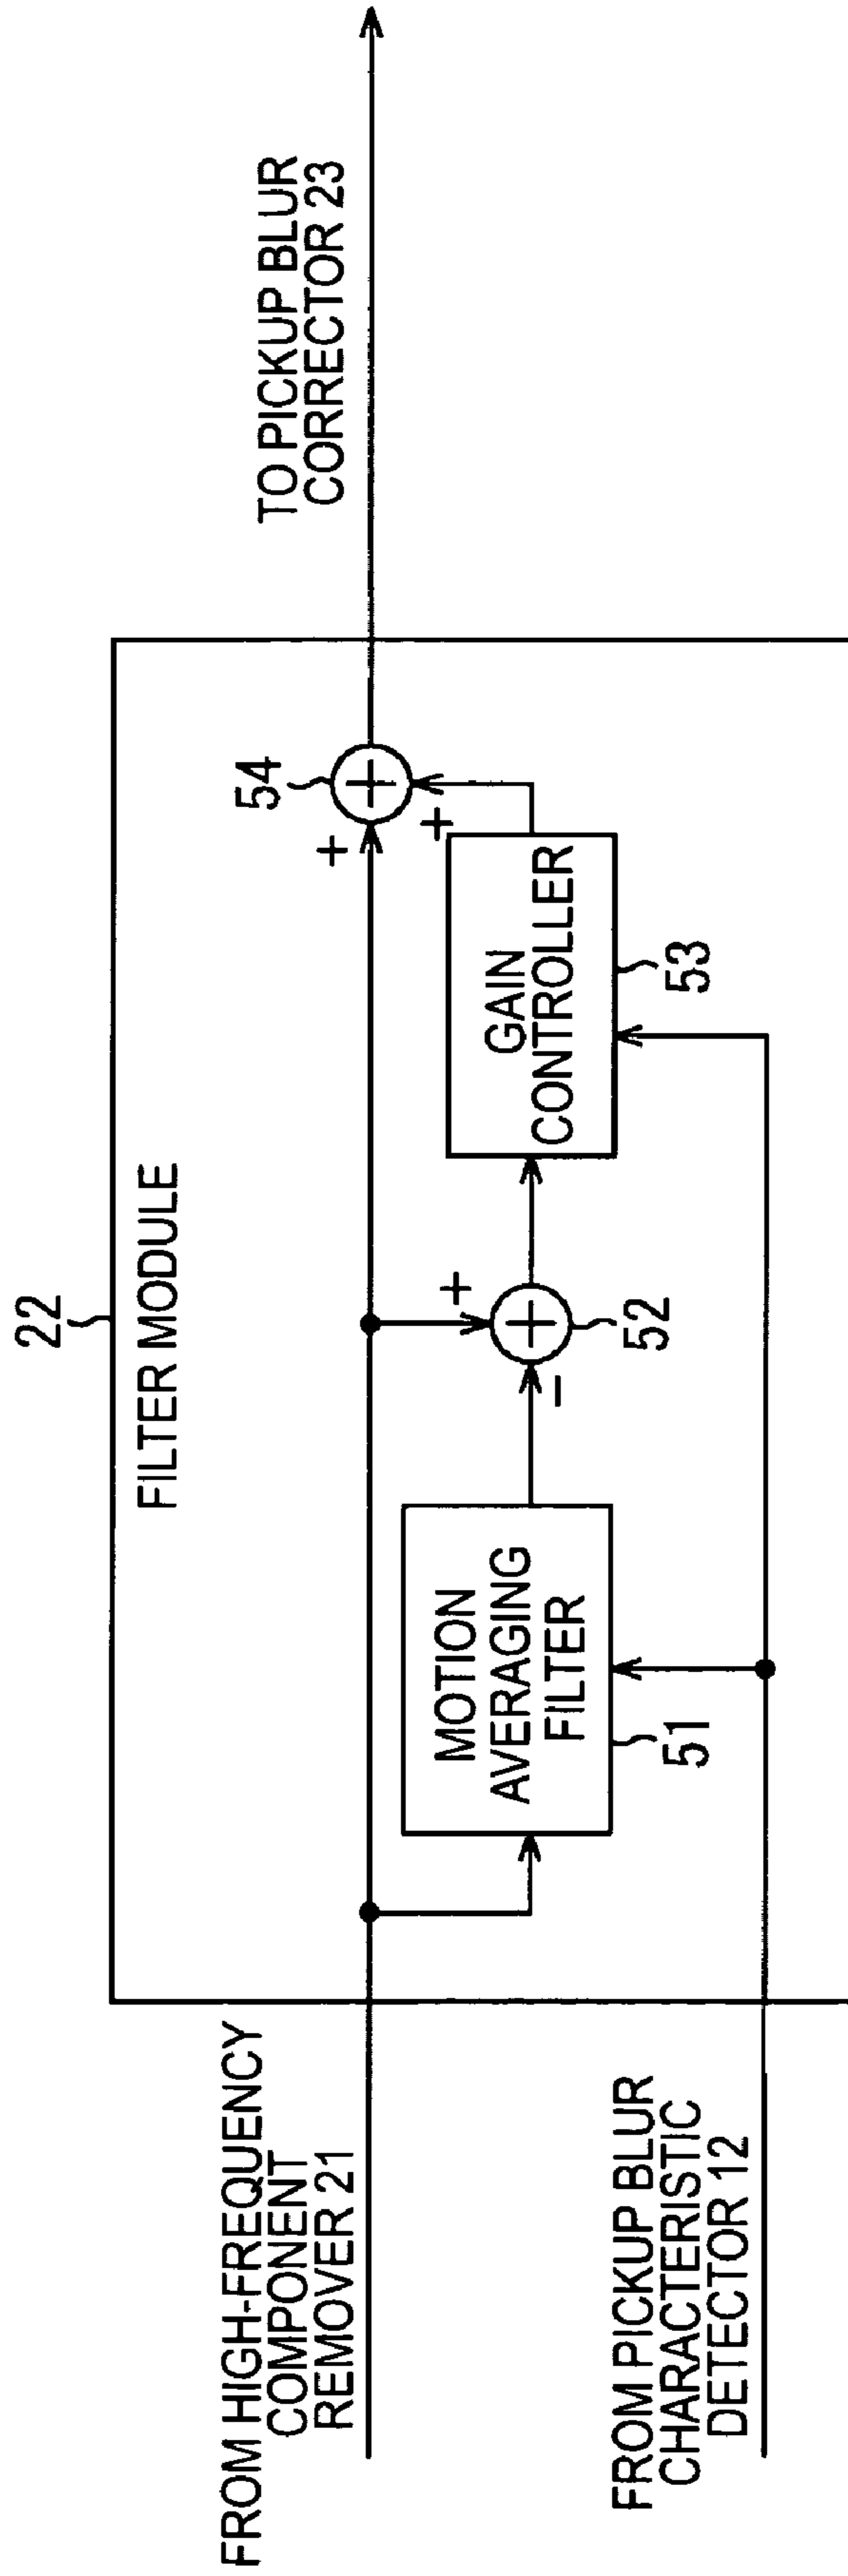 22
FILTER MODULE
FROM HIGH-FREQUENCY
COMPONENT
REMOVER 21
TO PICKUP BLUR
CORRECTOR 23
54
+
+
MOTION
AVERAGING
FILTER
51
+
−
52
GAIN
CONTROLLER
53
FROM PICKUP BLUR
CHARACTERISTIC
DETECTOR 12